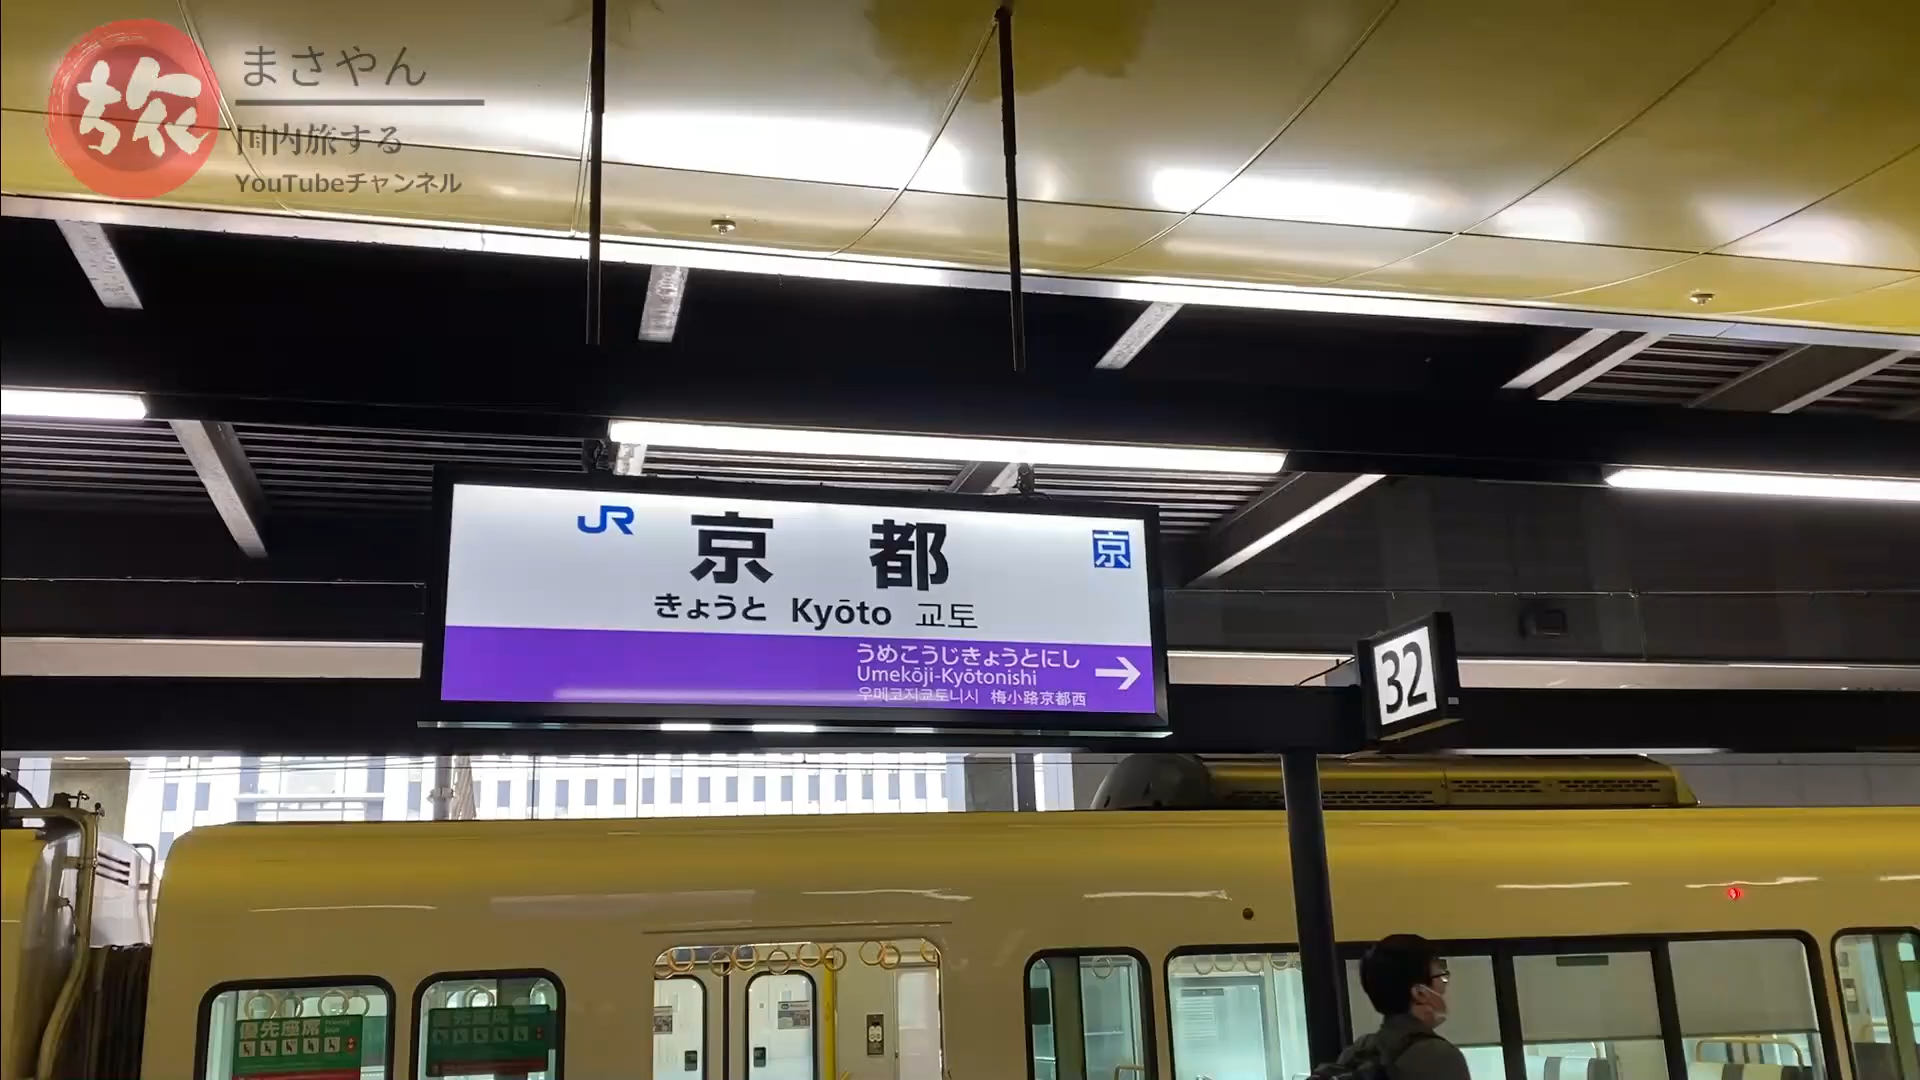 旅
まさやん
国内旅する
YouTubeチャンネル
JR 京都 京
きょうと Kyōto 교토
うめこうじきょうとにし
Umekōji-Kyōtonishi →
우메코지쿄토니시 梅小路京都西
32
優先座席